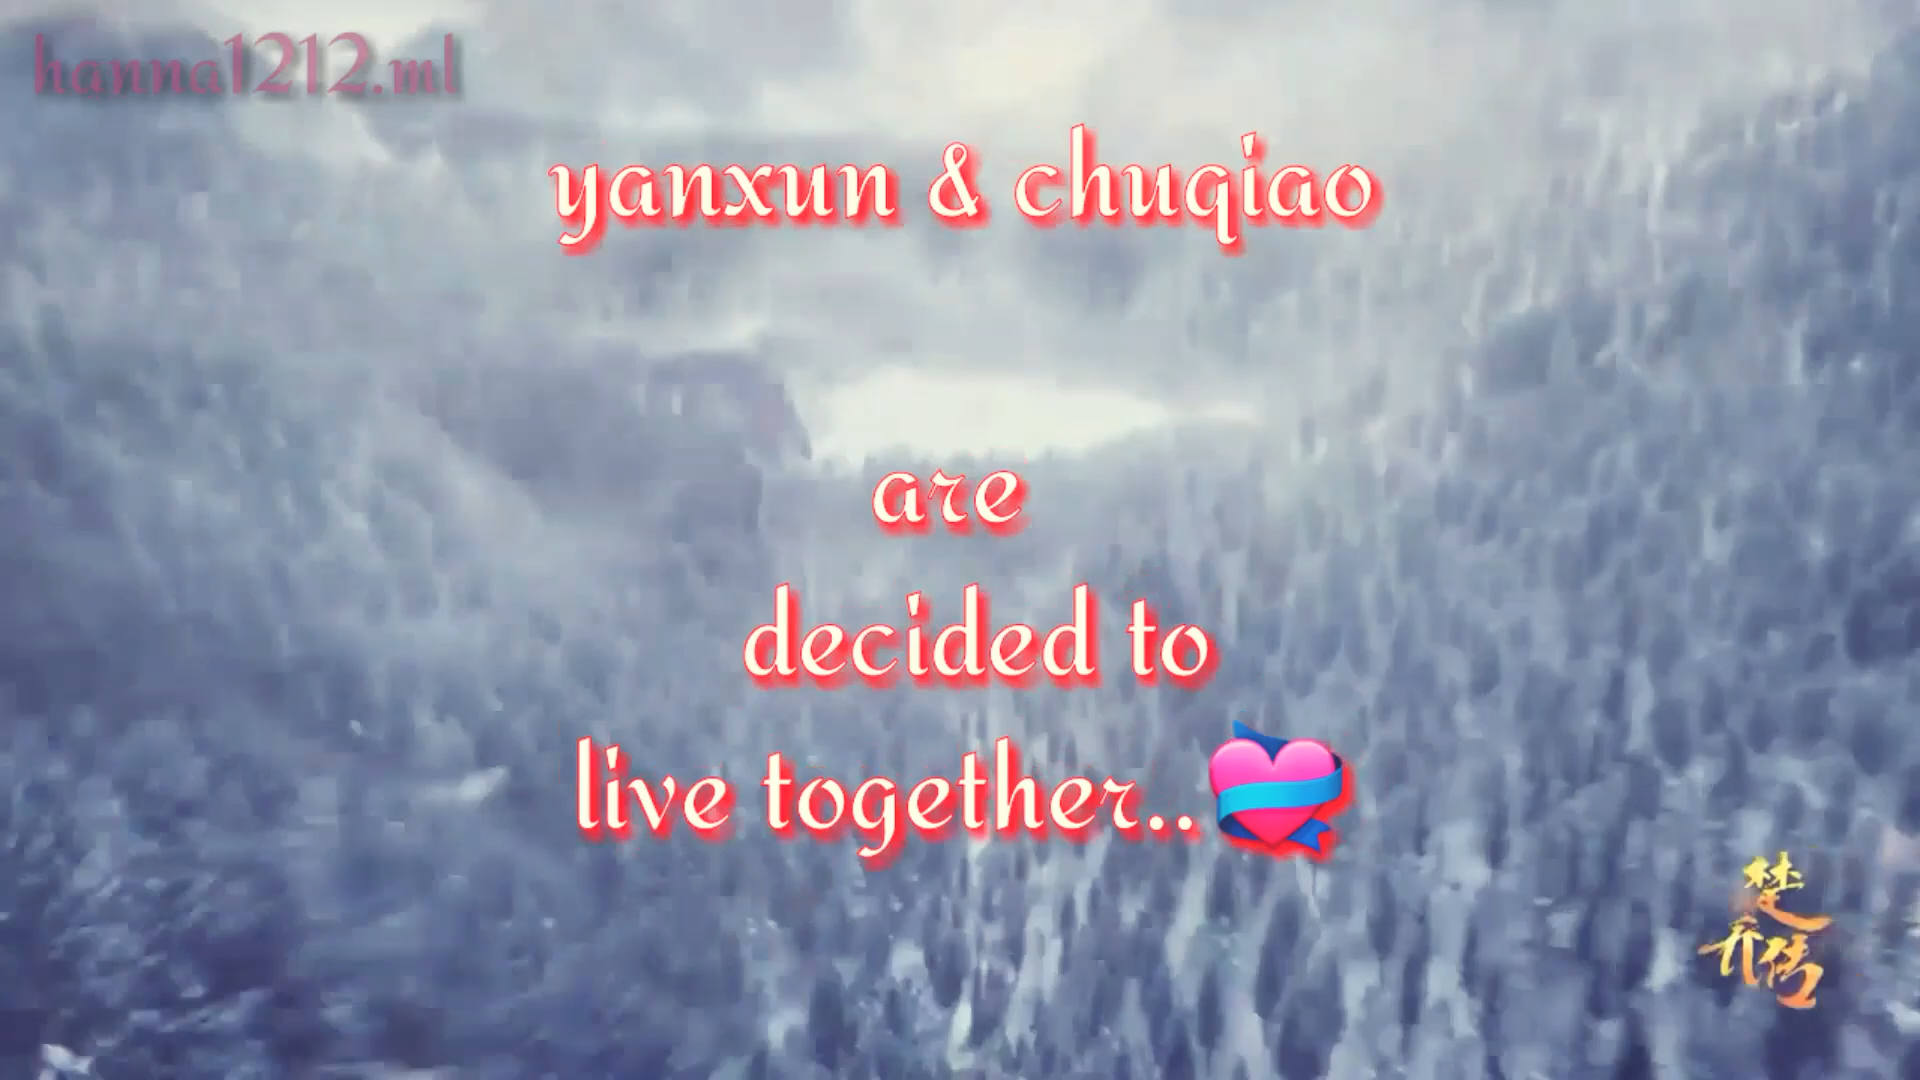 hanna1212.ml
yanxun & chuqiao
are
decided to
live together..💝
楚
乔传